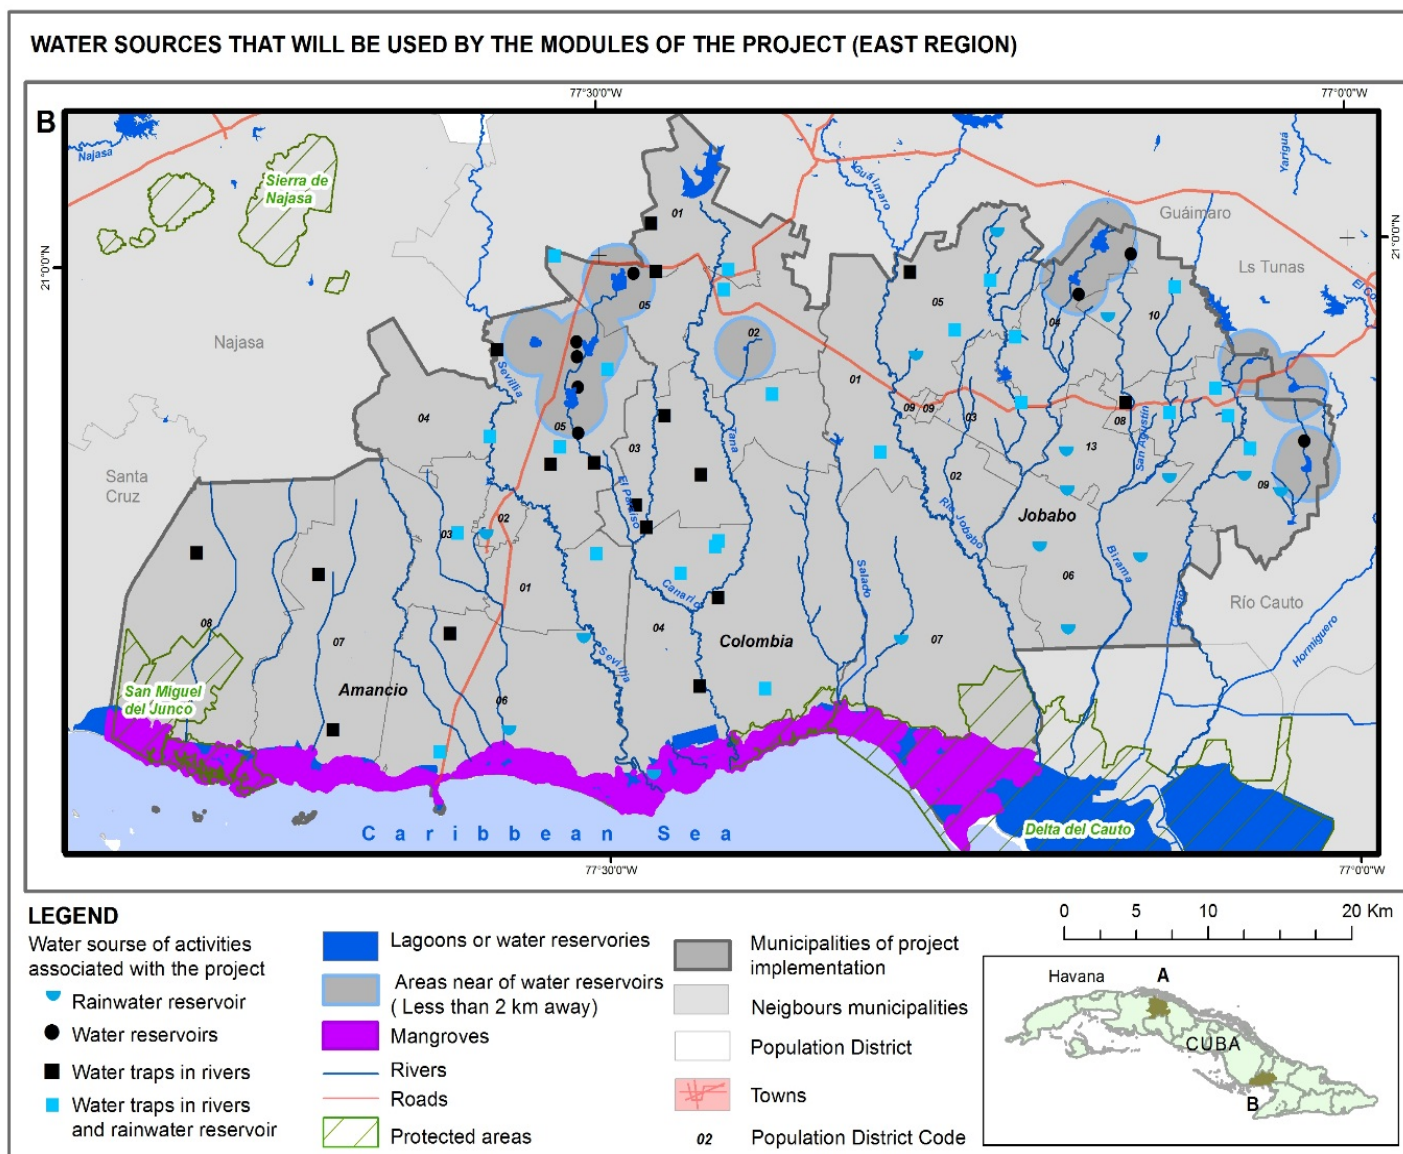 WATER SOURCES THAT WILL BE USED BY THE MODULES OF THE PROJECT (EAST REGION)
77°30'0"W
77°0'0"W
B
Najasa
Sierra de
Najasa
Guáimaro
Yarigua
Guáimaro
01
21°0'0"N
21°0'0"N
Ls Tunas
05
05
04
10
02
Najasa
Sevilla
01
09
09
03
08
04
05
03
Tana
San Agustín
13
Santa
Cruz
02
09
El Paraiso
03
02
Río Jobabo
Jobabo
Birama
06
01
Canario
Salado
Río Cauto
08
07
04
Colombia
07
Hormiguero
Sevilla
San Miguel
del Junco
Amancio
06
Caribbean Sea
Delta del Cauto
77°30'0"W
77°0'0"W
LEGEND
Water sourse of activities
associated with the project
Rainwater reservoir
Water reservoirs
Water traps in rivers
Water traps in rivers
and rainwater reservoir
Lagoons or water reservories
Areas near of water reservoirs
( Less than 2 km away)
Mangroves
Rivers
Roads
Protected areas
Municipalities of project
implementation
Neigbours municipalities
Population District
Towns
02
Population District Code
0 5 10 20 Km
Havana
A
CUBA
B